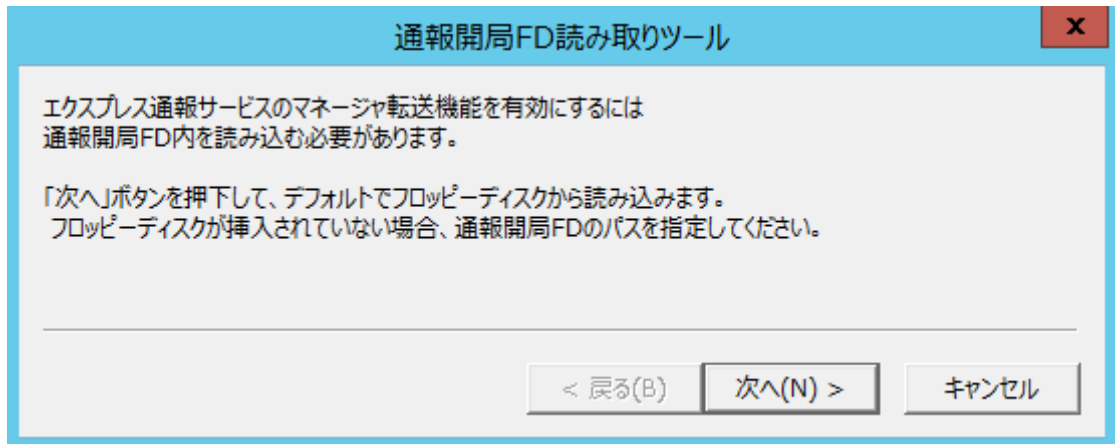 通報開局FD読み取りツール
x
エクスプレス通報サービスのマネージャ転送機能を有効にするには
通報開局FD内を読み込む必要があります。
「次へ」ボタンを押下して、デフォルトでフロッピーディスクから読み込みます。
フロッピーディスクが挿入されていない場合、通報開局FDのパスを指定してください。
< 戻る(B)
次へ(N) >
キャンセル